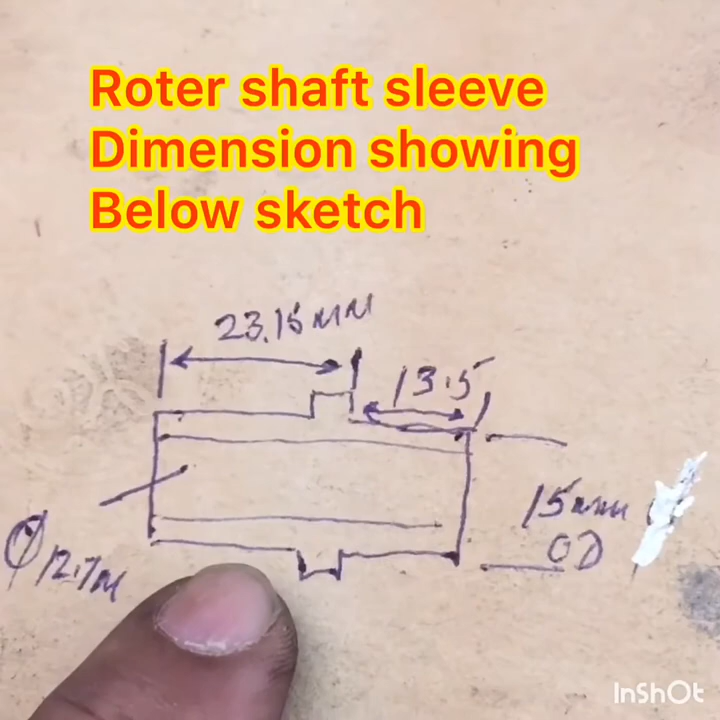 Roter shaft sleeve
Dimension showing
Below sketch
23.15 MM
13.5
15mm
OD
Ø12.7M
InShOt